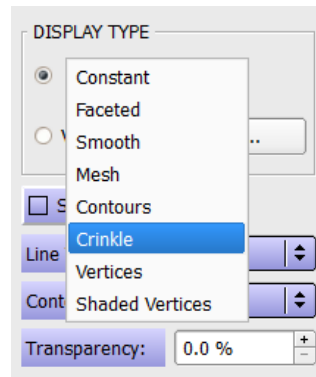 DISPLAY TYPE
Constant
Faceted
Smooth
..
Mesh
S
Contours
Line
Crinkle
Vertices
Cont
Shaded Vertices
Transparency: 0.0 %